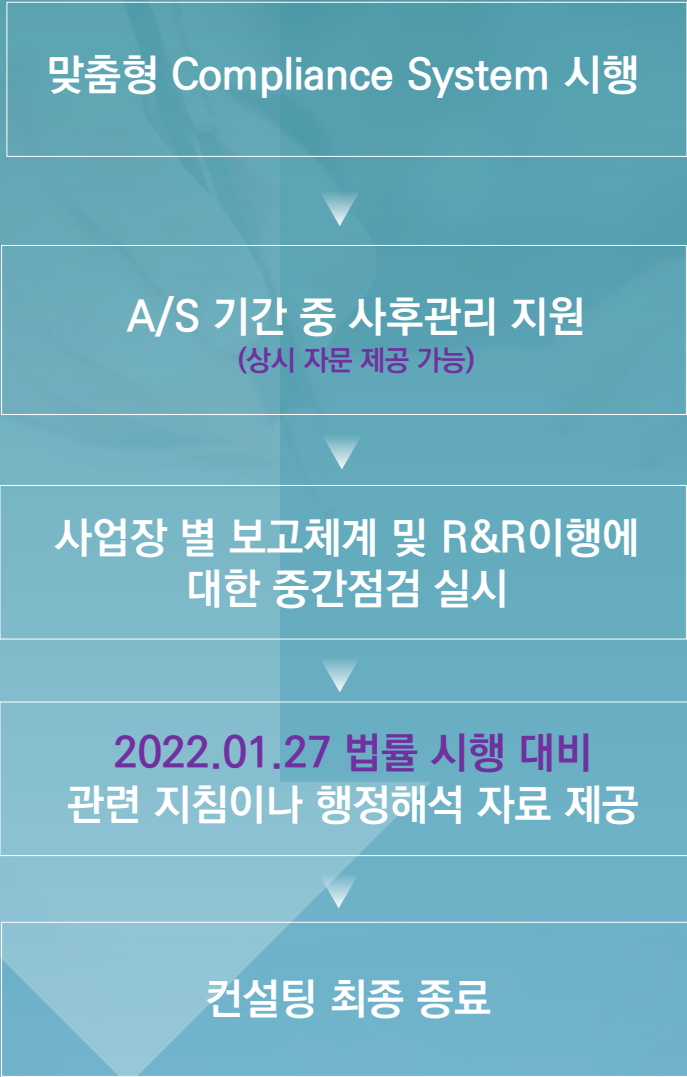 맞춤형 Compliance System 시행
A/S 기간 중 사후관리 지원
(상시 자문 제공 가능)
사업장 별 보고체계 및 R&R이행에
대한 중간점검 실시
2022.01.27 법률 시행 대비
관련 지침이나 행정해석 자료 제공
컨설팅 최종 종료